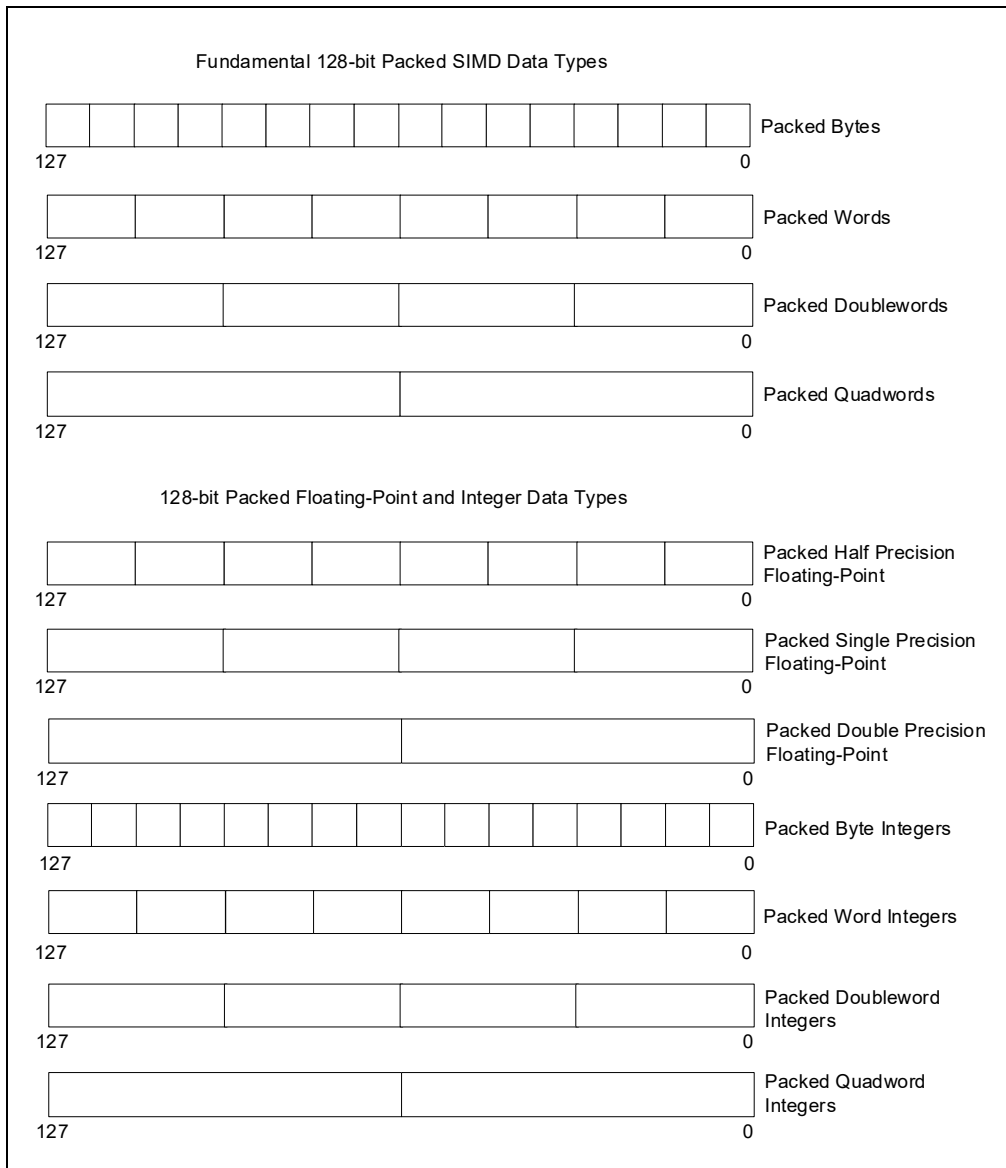 Fundamental 128-bit Packed SIMD Data Types
Packed Bytes
127 0
Packed Words
127 0
Packed Doublewords
127 0
Packed Quadwords
127 0
128-bit Packed Floating-Point and Integer Data Types
Packed Half Precision
Floating-Point
127 0
Packed Single Precision
Floating-Point
127 0
Packed Double Precision
Floating-Point
127 0
Packed Byte Integers
127 0
Packed Word Integers
127 0
Packed Doubleword
Integers
127 0
Packed Quadword
Integers
127 0